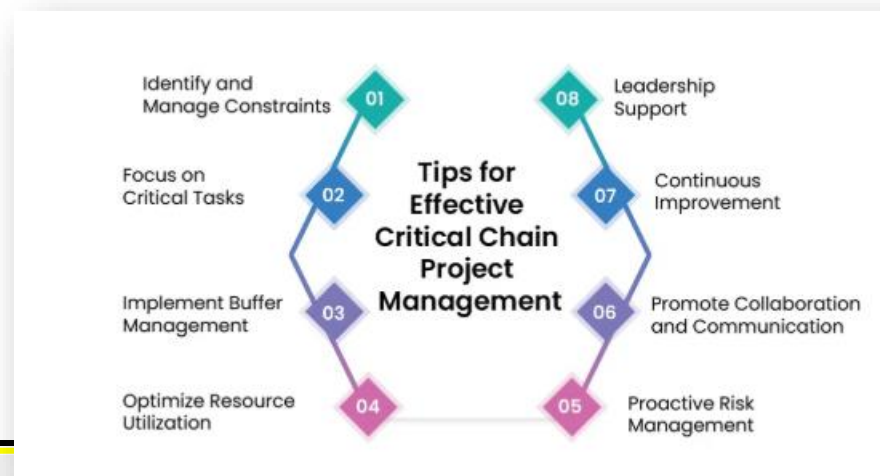 Tips for
Effective
Critical Chain
Project
Management
01
Identify and
Manage Constraints
02
Focus on
Critical Tasks
03
Implement Buffer
Management
04
Optimize Resource
Utilization
05
Proactive Risk
Management
06
Promote Collaboration
and Communication
07
Continuous
Improvement
08
Leadership
Support